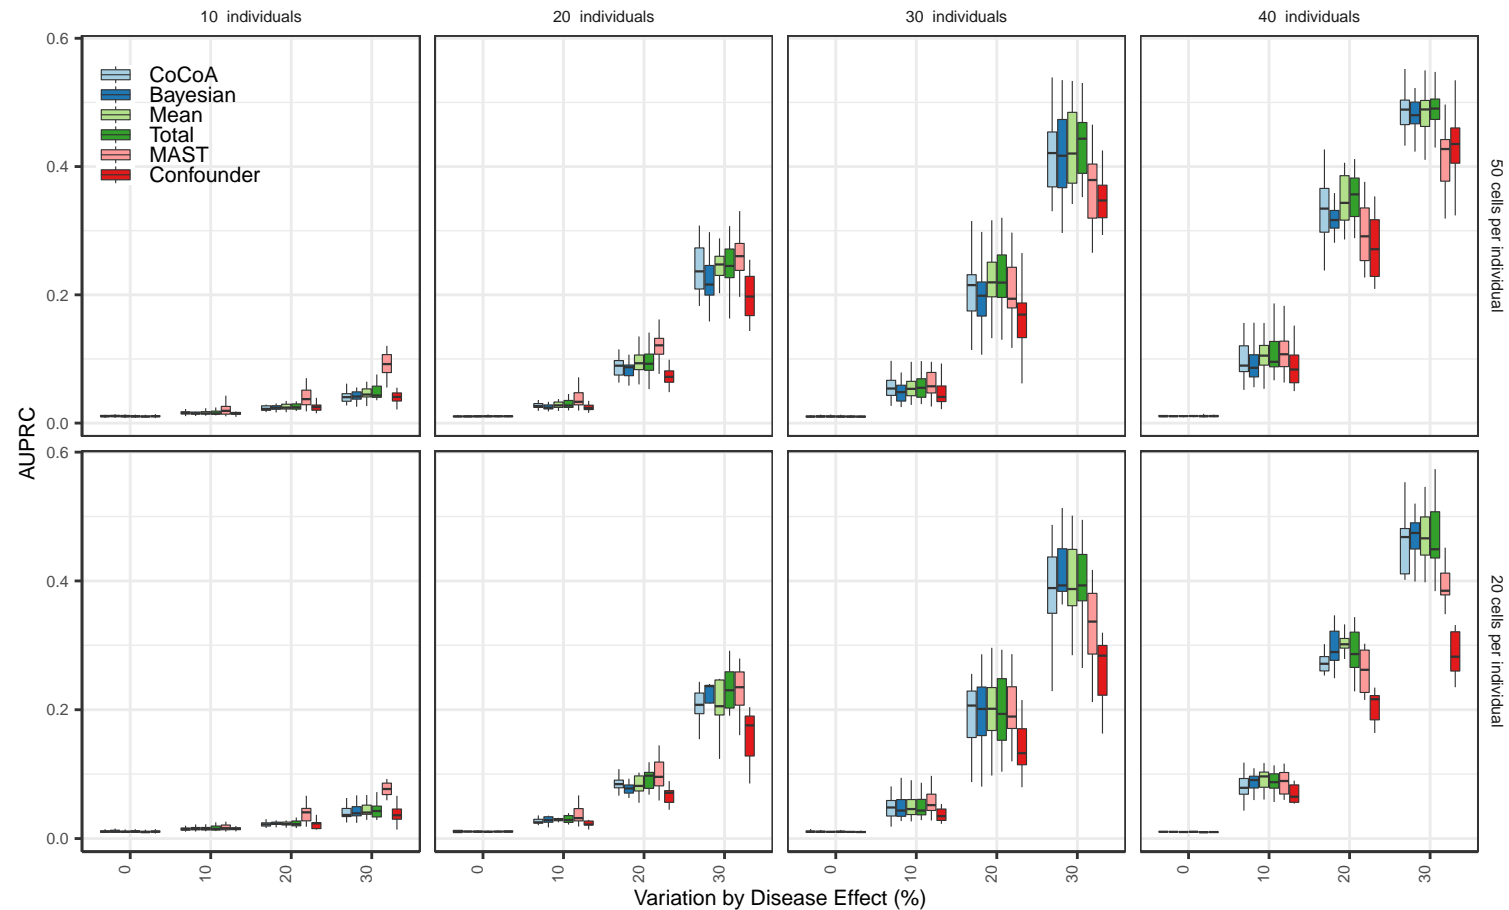 10 individuals
20 individuals
30 individuals
40 individuals
0.6
0.4
0.2
0.0
CoCoA
Bayesian
Mean
Total
MAST
Confounder
50 cells per individual
AUPRC
0.6
0.4
0.2
0.0
20 cells per individual
0 10 20 30
0 10 20 30
0 10 20 30
0 10 20 30
Variation by Disease Effect (%)